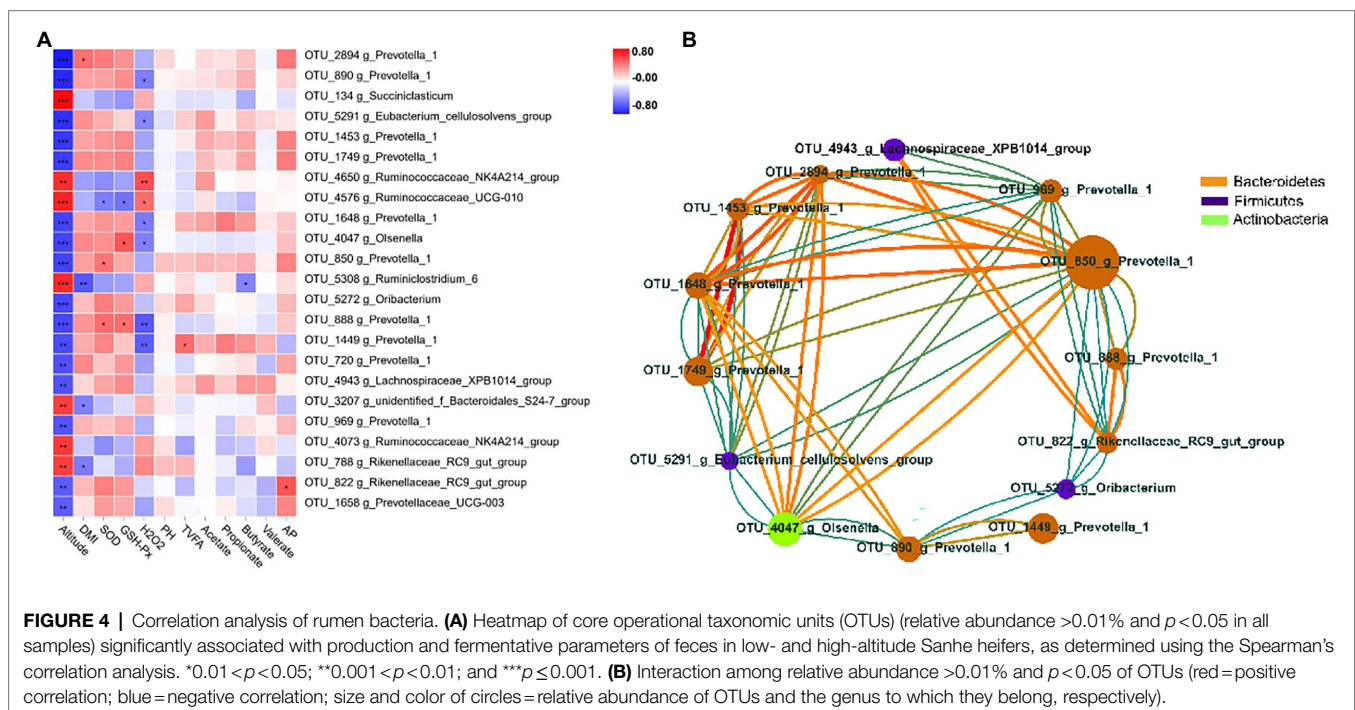 A
OTU_2894 g_Prevotella_1
OTU_890 g_Prevotella_1
OTU_134 g_Succiniclasticum
OTU_5291 g_Eubacterium_cellulosolvens_group
OTU_1453 g_Prevotella_1
OTU_1749 g_Prevotella_1
OTU_4650 g_Ruminococcaceae_NK4A214_group
OTU_4576 g_Ruminococcaceae_UCG-010
OTU_1648 g_Prevotella_1
OTU_4047 g_Olsenella
OTU_850 g_Prevotella_1
OTU_5308 g_Ruminiclostridium_6
OTU_5272 g_Oribacterium
OTU_888 g_Prevotella_1
OTU_1449 g_Prevotella_1
OTU_720 g_Prevotella_1
OTU_4943 g_Lachnospiraceae_XPB1014_group
OTU_3207 g_unidentified_f_Bacteroidales_S24-7_group
OTU_969 g_Prevotella_1
OTU_4073 g_Ruminococcaceae_NK4A214_group
OTU_788 g_Rikenellaceae_RC9_gut_group
OTU_822 g_Rikenellaceae_RC9_gut_group
OTU_1658 g_Prevotellaceae_UCG-003
Altitude
DMI
SOD
GSH-Px
H2O2
PH
TVFA
Acetate
Propionate
Butyrate
Valerate
AP
0.80
-0.00
-0.80
B
OTU_4943_g_Lachnospiraceae_XPB1014_group
OTU_2894_g_Prevotella_1
OTU_969_g_Prevotella_1
OTU_1453_g_Prevotella_1
OTU_850_g_Prevotella_1
OTU_1648_g_Prevotella_1
OTU_888_g_Prevotella_1
OTU_1749_g_Prevotella_1
OTU_822_g_Rikenellaceae_RC9_gut_group
OTU_5291_g_Eubacterium_cellulosolvens_group
OTU_5272_g_Oribacterium
OTU_4047_g_Olsenella
OTU_1449_g_Prevotella_1
OTU_890_g_Prevotella_1
Bacteroidetes
Firmicutes
Actinobacteria
FIGURE 4 | Correlation analysis of rumen bacteria. (A) Heatmap of core operational taxonomic units (OTUs) (relative abundance >0.01% and p<0.05 in all
samples) significantly associated with production and fermentative parameters of feces in low- and high-altitude Sanhe heifers, as determined using the Spearman's
correlation analysis. *0.01<p<0.05; **0.001<p<0.01; and ***p≤0.001. (B) Interaction among relative abundance >0.01% and p<0.05 of OTUs (red=positive
correlation; blue=negative correlation; size and color of circles=relative abundance of OTUs and the genus to which they belong, respectively).